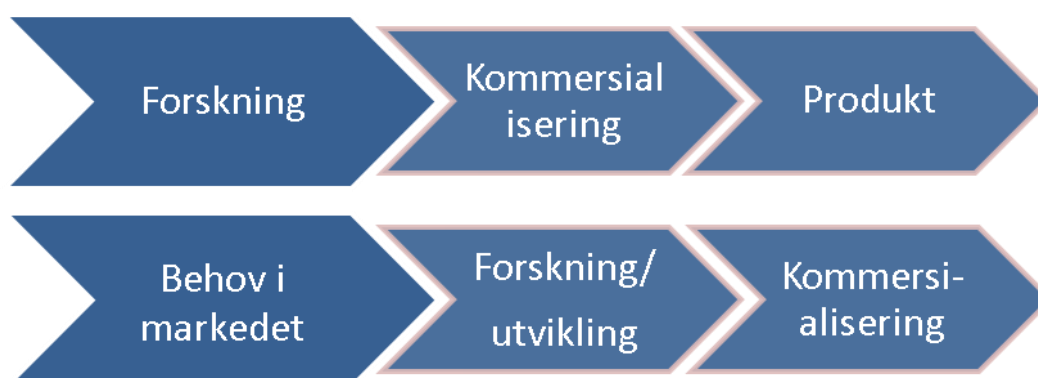 Forskning
Kommersial
isering
Produkt
Behov i
markedet
Forskning/
utvikling
Kommersi-
alisering